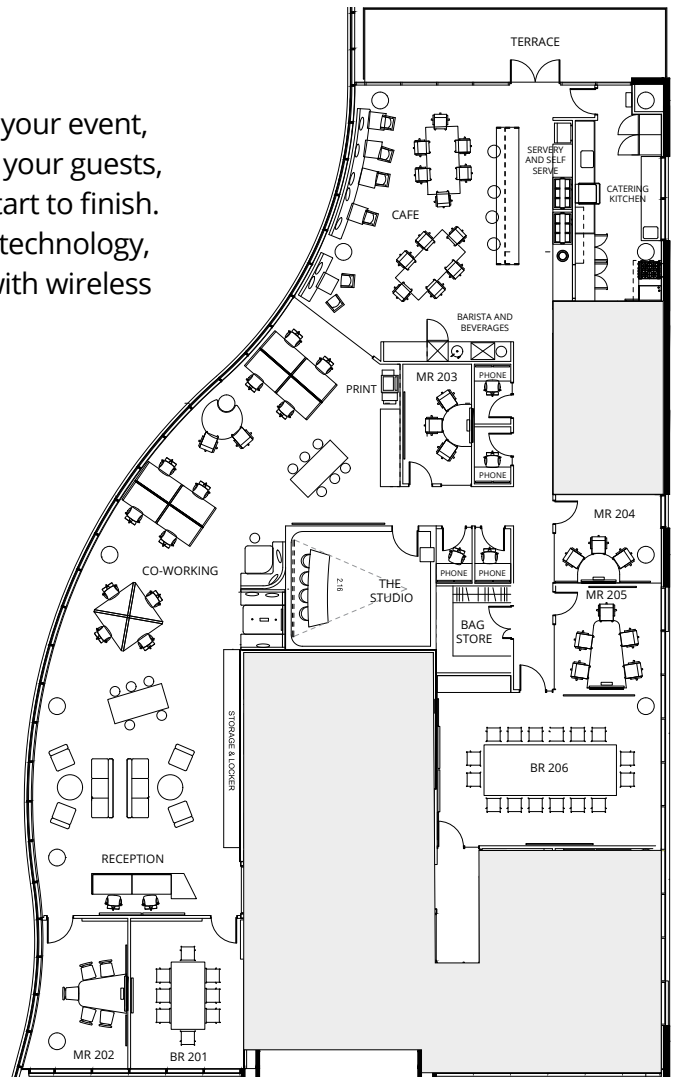 TERRACE
your event,
your guests,
tart to finish.
technology,
with wireless
SERVERY
AND SELF
SERVE
CATERING
KITCHEN
CAFE
BARISTA AND
BEVERAGES
PRINT
MR 203
PHONE
PHONE
MR 204
CO-WORKING
2.16
THE
STUDIO
PHONE
PHONE
MR 205
BAG
STORE
STORAGE & LOCKER
BR 206
RECEPTION
MR 202
BR 201